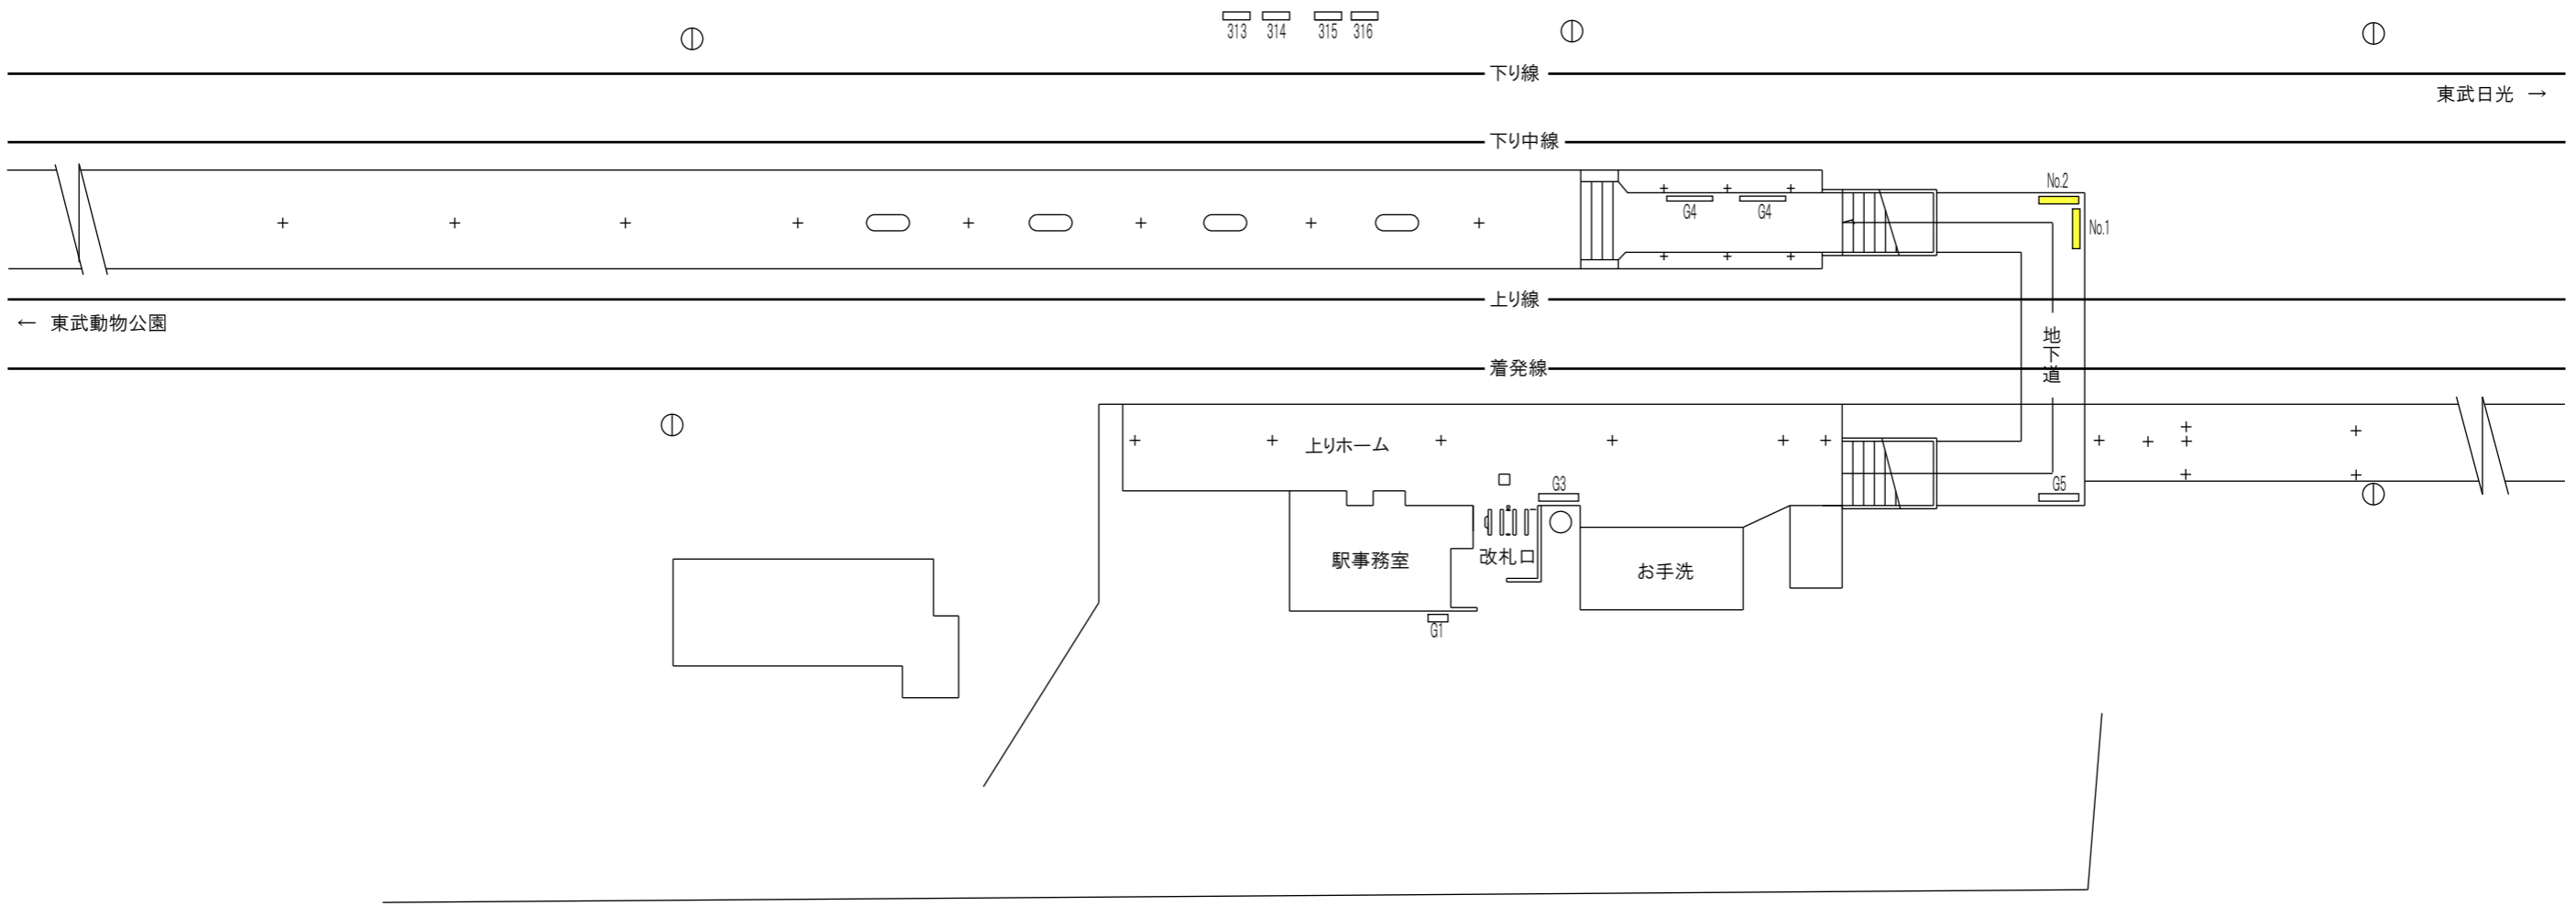 313 314 315 316
下り線
東武日光 →
下り中線
No.2
G4 G4
No.1
上り線
← 東武動物公園
地下道
着発線
上りホーム
G3
G5
駅事務室
改札口
お手洗
G1